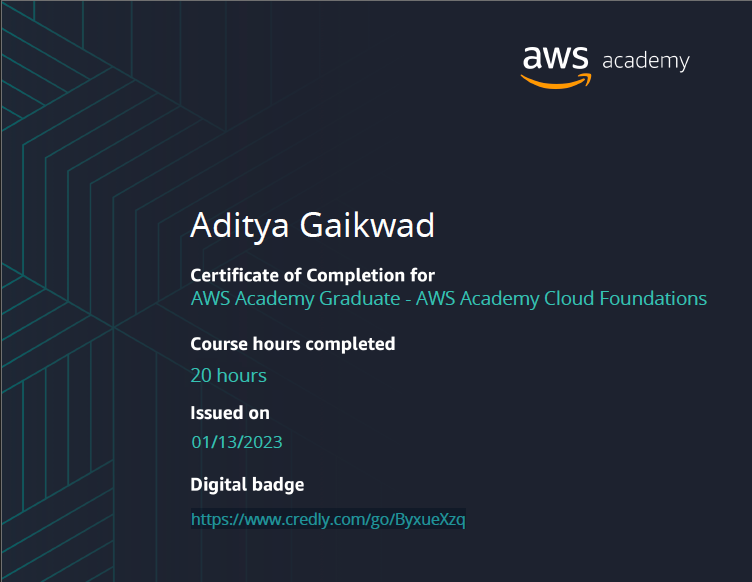 aws academy
Aditya Gaikwad
Certificate of Completion for
AWS Academy Graduate - AWS Academy Cloud Foundations
Course hours completed
20 hours
Issued on
01/13/2023
Digital badge
https://www.credly.com/go/ByxueXzq